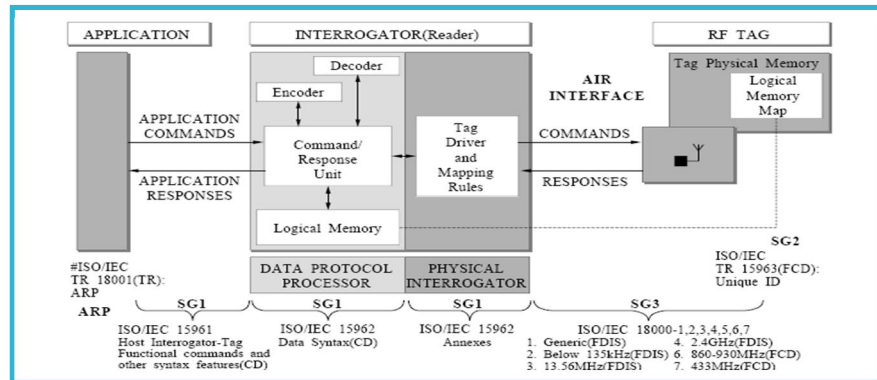 APPLICATION
INTERROGATOR(Reader)
RF TAG
Decoder
Encoder
Tag Physical Memory
Logical
Memory
Map
AIR
INTERFACE
APPLICATION
COMMANDS
Command/
Response
Unit
Tag
Driver
and
Mapping
Rules
COMMANDS
APPLICATION
RESPONSES
RESPONSES
Logical Memory
SG2
ISO/IEC
TR 15963(FCD):
Unique ID
#ISO/IEC
TR 18001(TR):
ARP
ARP
DATA PROTOCOL
PROCESSOR
PHYSICAL
INTERROGATOR
SG1
SG1
SG1
SG3
ISO/IEC 15961
Host Interrogator-Tag
Functional commands and
other syntax features(CD)
ISO/IEC 15962
Data Syntax(CD)
ISO/IEC 15962
Annexes
ISO/IEC 18000-1,2,3,4,5,6,7
1. Generic(FDIS) 4. 2.4GHz(FDIS)
2. Below 135kHz(FDIS) 6. 860-930MHz(FCD)
3. 13.56MHz(FDIS) 7. 433MHz(FCD)